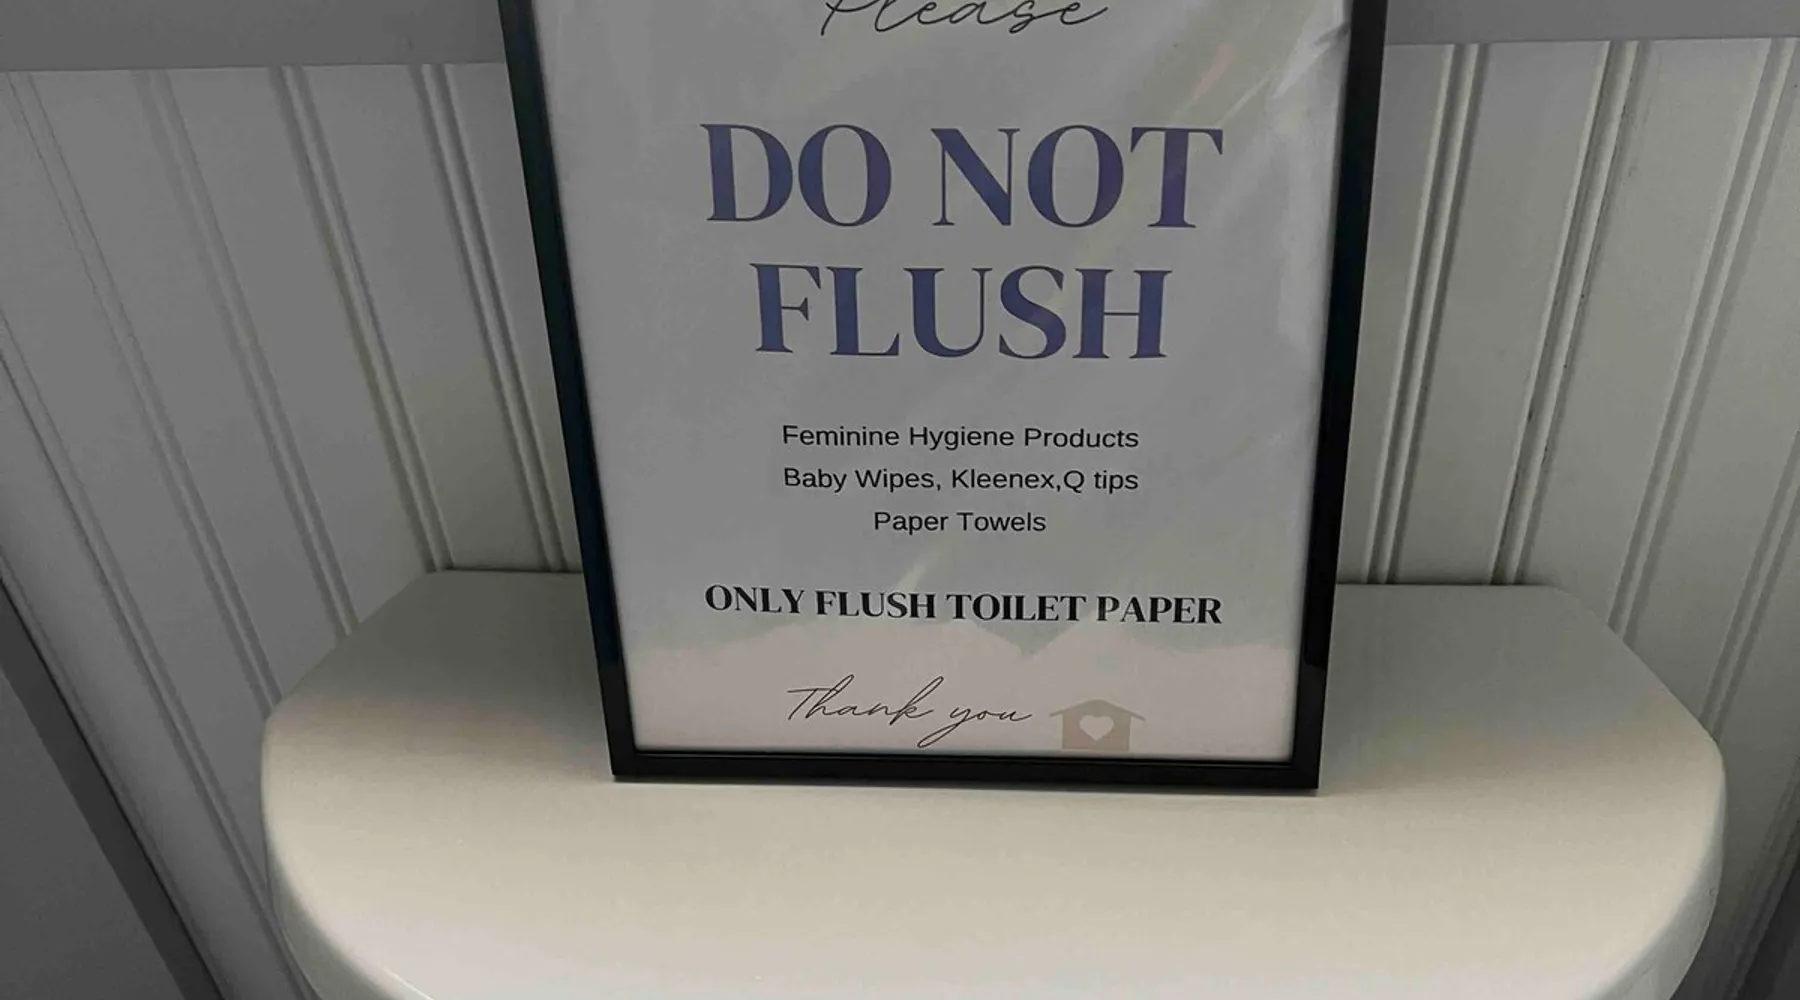 Please
DO NOT
FLUSH
Feminine Hygiene Products
Baby Wipes, Kleenex,Q tips
Paper Towels
ONLY FLUSH TOILET PAPER
Thank you